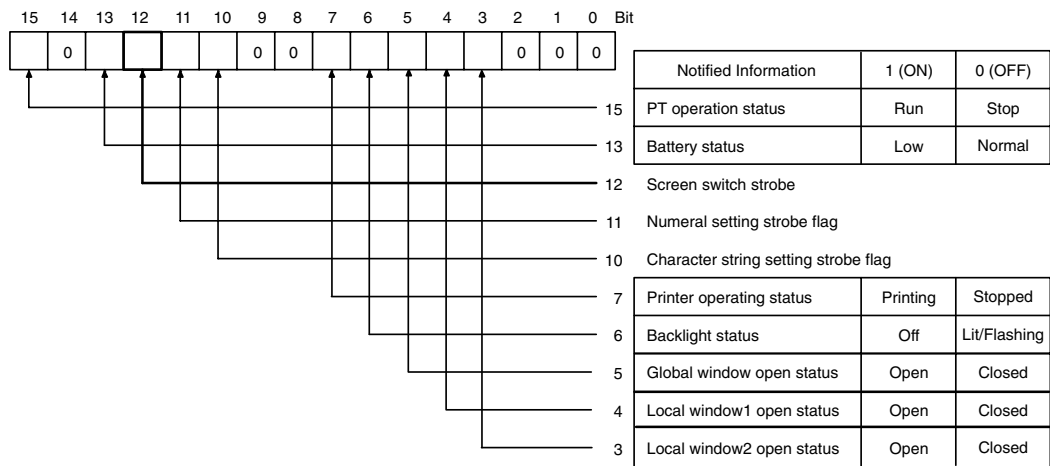 15 14 13 12 11 10 9 8 7 6 5 4 3 2 1 0 Bit
0 0 0 0 0 0
Notified Information 1 (ON) 0 (OFF)
15 PT operation status Run Stop
13 Battery status Low Normal
12 Screen switch strobe
11 Numeral setting strobe flag
10 Character string setting strobe flag
7 Printer operating status Printing Stopped
6 Backlight status Off Lit/Flashing
5 Global window open status Open Closed
4 Local window1 open status Open Closed
3 Local window2 open status Open Closed